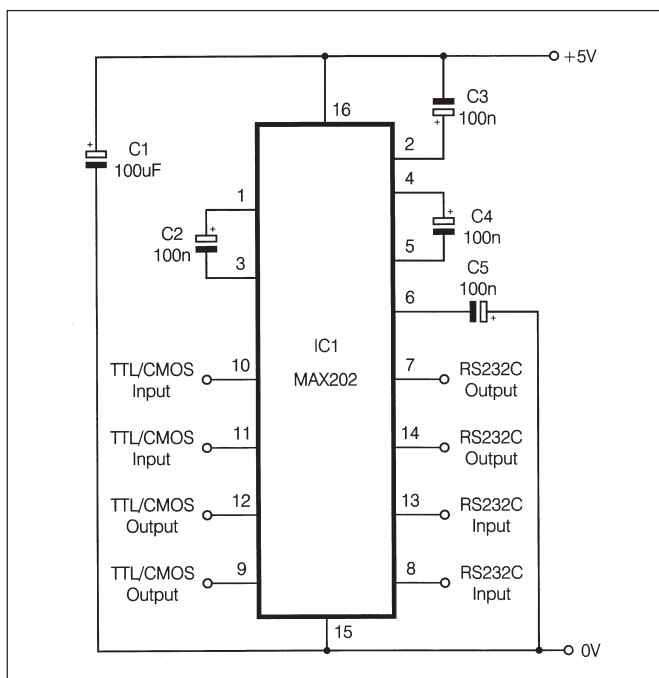 +5V
16
C3
100n
+
2
C1
100uF
+
4
1
C4
100n
+
C2
100n
+
5
3
C5
100n
+
6
IC1
MAX202
TTL/CMOS
Input
10
7
RS232C
Output
TTL/CMOS
Input
11
14
RS232C
Output
TTL/CMOS
Output
12
13
RS232C
Input
TTL/CMOS
Output
9
8
RS232C
Input
15
0V